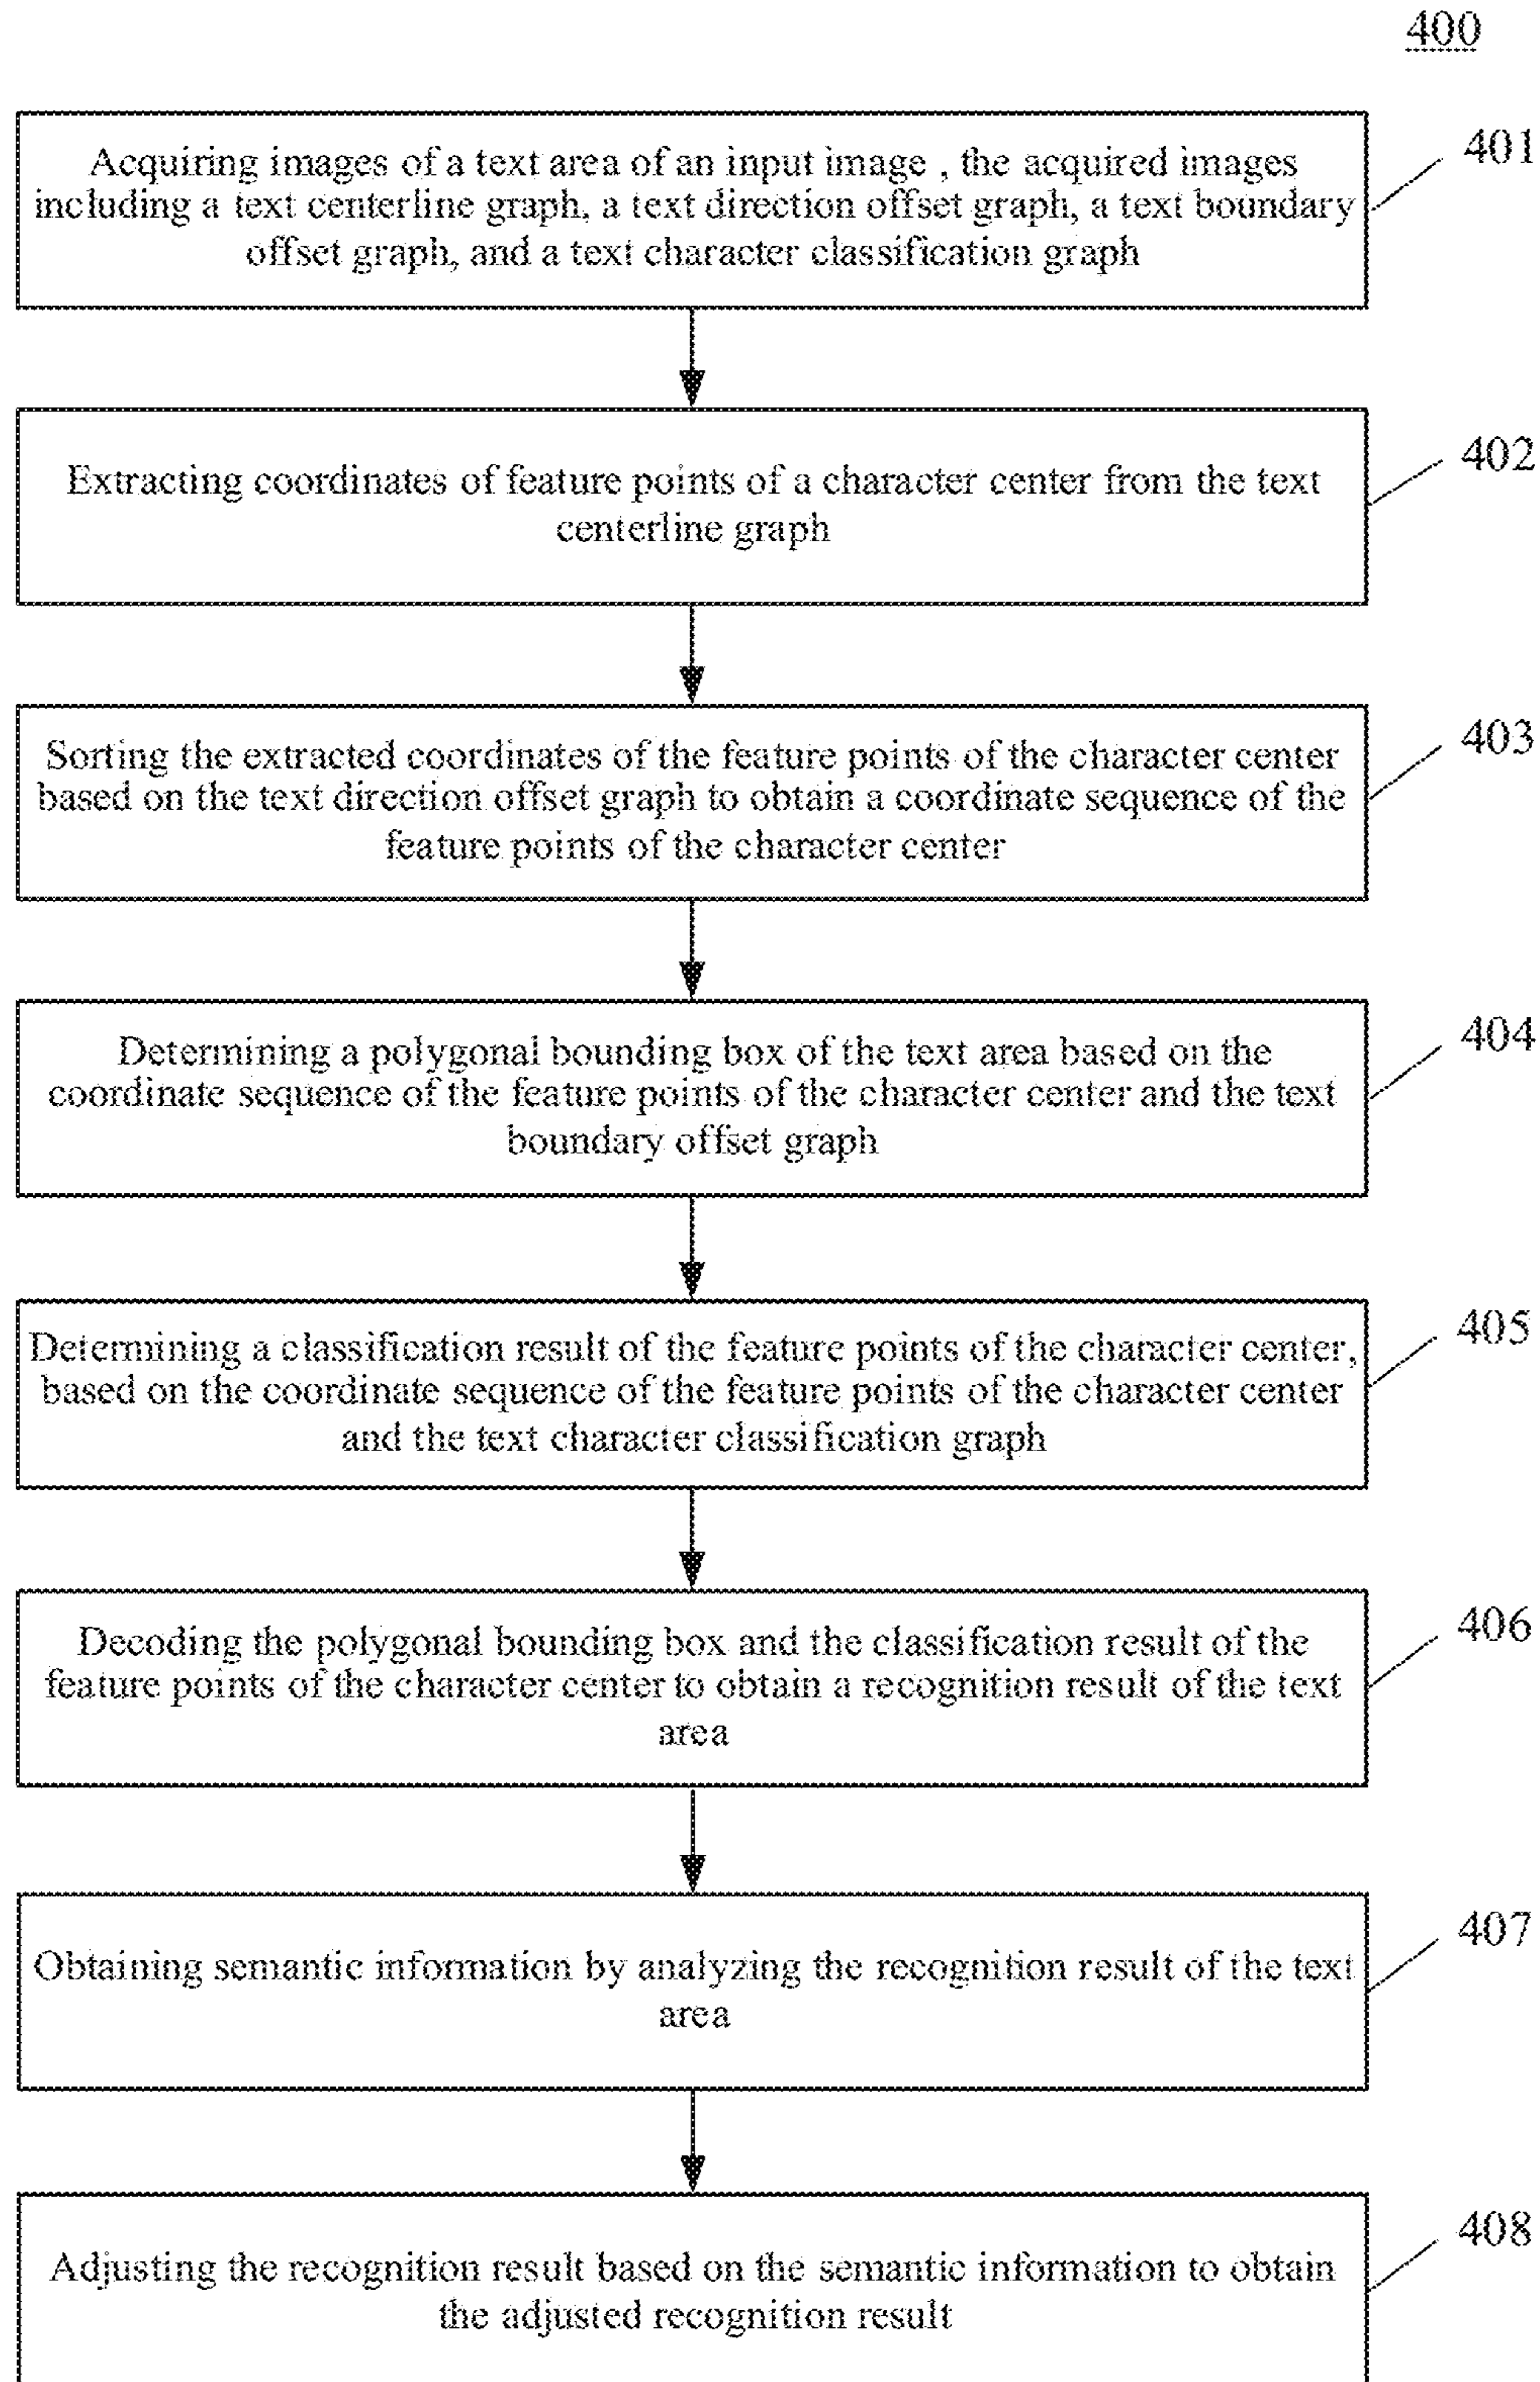 400
Acquiring images of a text area of an input image , the acquired images
including a text centerline graph, a text direction offset graph, a text boundary
offset graph, and a text character classification graph
401
Extracting coordinates of feature points of a character center from the text
centerline graph
402
Sorting the extracted coordinates of the feature points of the character center
based on the text direction offset graph to obtain a coordinate sequence of the
feature points of the character center
403
Determining a polygonal bounding box of the text area based on the
coordinate sequence of the feature points of the character center and the text
boundary offset graph
404
Determining a classification result of the feature points of the character center,
based on the coordinate sequence of the feature points of the character center
and the text character classification graph
405
Decoding the polygonal bounding box and the classification result of the
feature points of the character center to obtain a recognition result of the text
area
406
Obtaining semantic information by analyzing the recognition result of the text
area
407
Adjusting the recognition result based on the semantic information to obtain
the adjusted recognition result
408